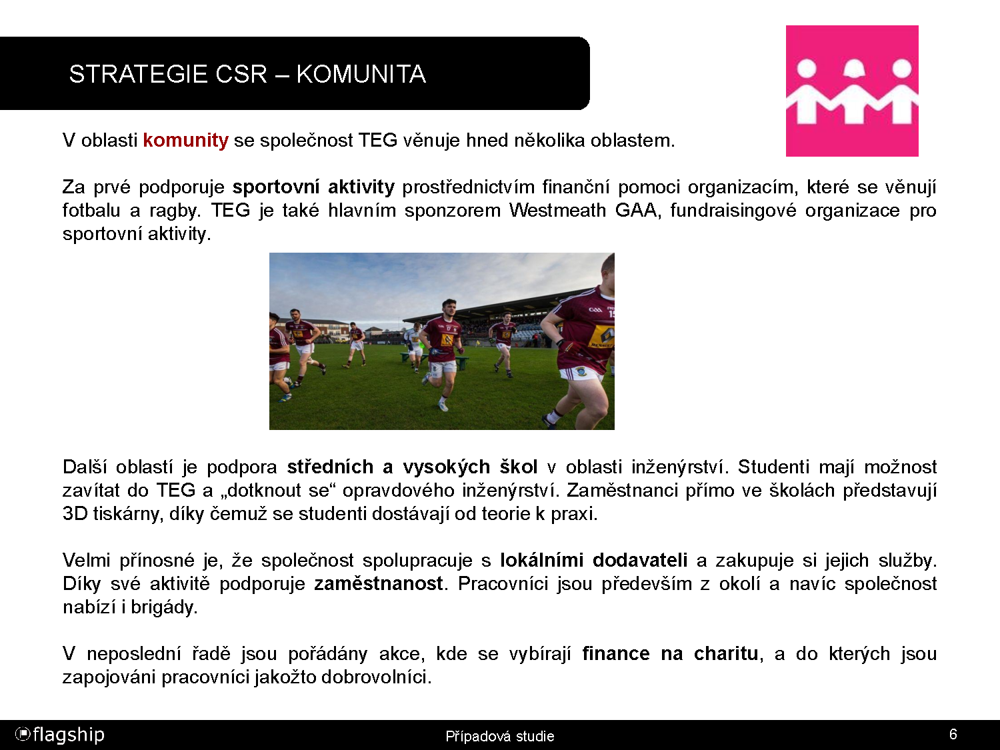 STRATEGIE CSR – KOMUNITA
V oblasti komunity se společnost TEG věnuje hned několika oblastem.
Za prvé podporuje sportovní aktivity prostřednictvím finanční pomoci organizacím, které se věnují
fotbalu a ragby. TEG je také hlavním sponzorem Westmeath GAA, fundraisingové organizace pro
sportovní aktivity.
GAA
17
GAA
15
Další oblastí je podpora středních a vysokých škol v oblasti inženýrství. Studenti mají možnost
zavítat do TEG a „dotknout se“ opravdového inženýrství. Zaměstnanci přímo ve školách představují
3D tiskárny, díky čemuž se studenti dostávají od teorie k praxi.
Velmi přínosné je, že společnost spolupracuje s lokálními dodavateli a zakupuje si jejich služby.
Díky své aktivitě podporuje zaměstnanost. Pracovníci jsou především z okolí a navíc společnost
nabízí i brigády.
V neposlední řadě jsou pořádány akce, kde se vybírají finance na charitu, a do kterých jsou
zapojováni pracovníci jakožto dobrovolníci.
flagship
Případová studie
6